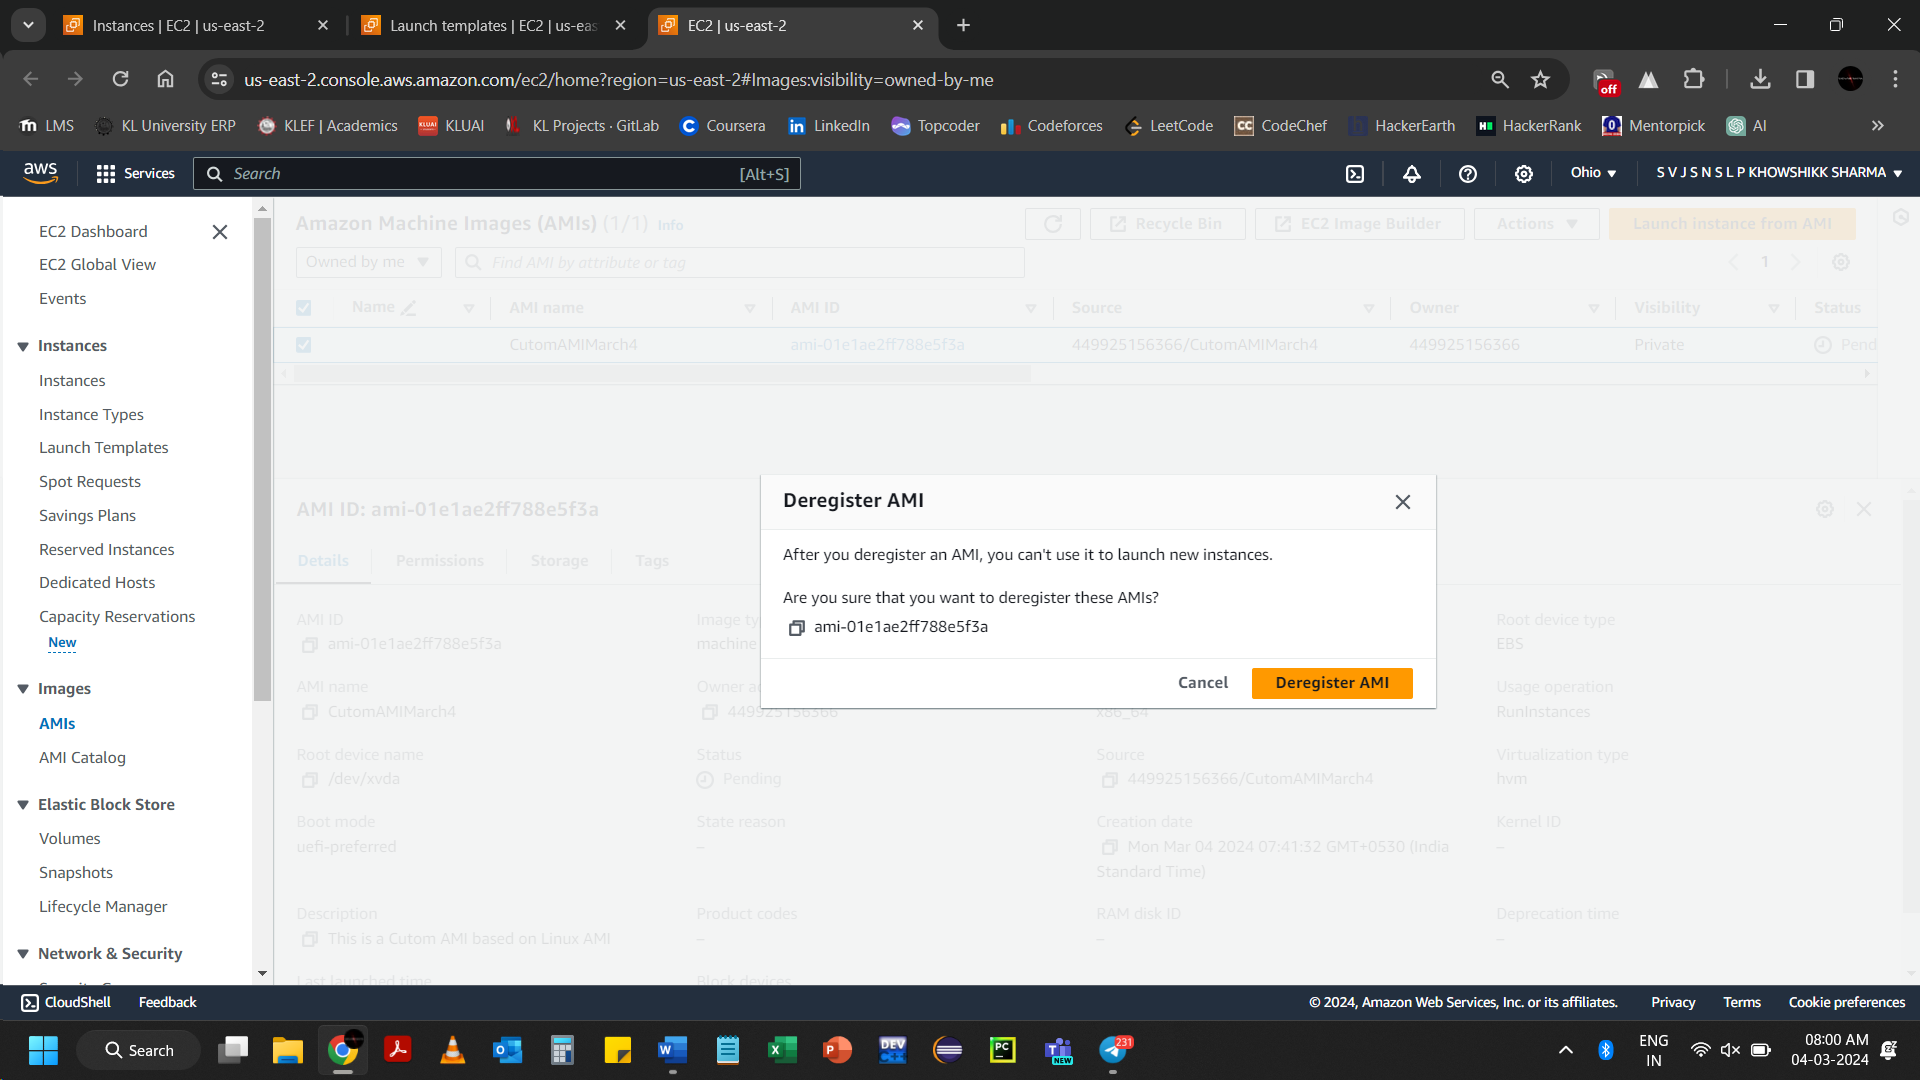 Instances | EC2 | us-east-2
Launch templates | EC2 | us-eas
EC2 | us-east-2
us-east-2.console.aws.amazon.com/ec2/home?region=us-east-2#Images:visibility=owned-by-me
off
LMS
KL University ERP
KLEF | Academics
KLUAI
KL Projects · GitLab
Coursera
LinkedIn
Topcoder
Codeforces
LeetCode
CodeChef
HackerEarth
HackerRank
Mentorpick
AI
aws
Services
Search
[Alt+S]
Ohio
S V J S N S L P KHOWSHIKK SHARMA
EC2 Dashboard
EC2 Global View
Events
Instances
Instances
Instance Types
Launch Templates
Spot Requests
Savings Plans
Reserved Instances
Dedicated Hosts
Capacity Reservations
New
Images
AMIs
AMI Catalog
Elastic Block Store
Volumes
Snapshots
Lifecycle Manager
Network & Security
Amazon Machine Images (AMIs) (1/1) Info
Recycle Bin
EC2 Image Builder
Actions
Launch instance from AMI
Owned by me
Find AMI by attribute or tag
1
Name
AMI name
AMI ID
Source
Owner
Visibility
Status
CutomAMIMarch4
ami-01e1ae2ff788e5f3a
449925156366/CutomAMIMarch4
449925156366
Private
Pend
AMI ID: ami-01e1ae2ff788e5f3a
Details
Permissions
Storage
Tags
Deregister AMI
After you deregister an AMI, you can't use it to launch new instances.
Are you sure that you want to deregister these AMIs?
ami-01e1ae2ff788e5f3a
Cancel
Deregister AMI
AMI ID
ami-01e1ae2ff788e5f3a
Image ty
machine
Root device type
EBS
AMI name
CutomAMIMarch4
Owner a
449925156366
x86_64
Usage operation
RunInstances
Root device name
/dev/xvda
Status
Pending
Source
449925156366/CutomAMIMarch4
Virtualization type
hvm
Boot mode
uefi-preferred
State reason
–
Creation date
Mon Mar 04 2024 07:41:32 GMT+0530 (India
Standard Time)
Kernel ID
–
Description
This is a Cutom AMI based on Linux AMI
Product codes
–
RAM disk ID
–
Deprecation time
–
Last launched time
Block devices
CloudShell
Feedback
© 2024, Amazon Web Services, Inc. or its affiliates.
Privacy
Terms
Cookie preferences
Search
231
ENG
IN
08:00 AM
04-03-2024